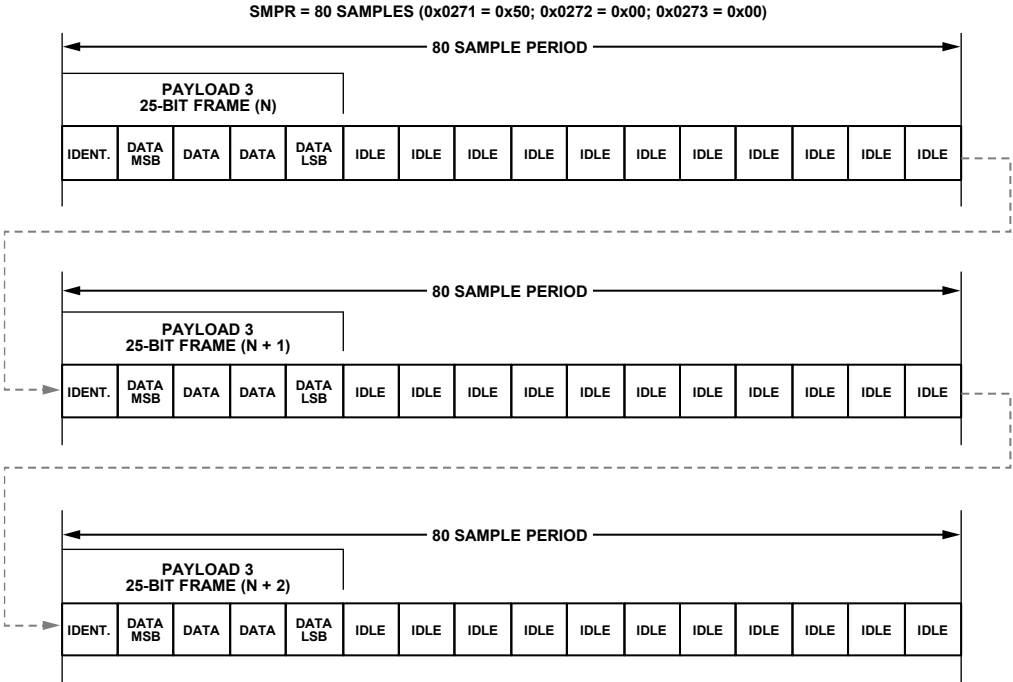 SMPR = 80 SAMPLES (0x0271 = 0x50; 0x0272 = 0x00; 0x0273 = 0x00)
80 SAMPLE PERIOD
PAYLOAD 3
25-BIT FRAME (N)
IDENT. DATA MSB DATA DATA DATA LSB IDLE IDLE IDLE IDLE IDLE IDLE IDLE IDLE IDLE IDLE IDLE
80 SAMPLE PERIOD
PAYLOAD 3
25-BIT FRAME (N + 1)
IDENT. DATA MSB DATA DATA DATA LSB IDLE IDLE IDLE IDLE IDLE IDLE IDLE IDLE IDLE IDLE IDLE
80 SAMPLE PERIOD
PAYLOAD 3
25-BIT FRAME (N + 2)
IDENT. DATA MSB DATA DATA DATA LSB IDLE IDLE IDLE IDLE IDLE IDLE IDLE IDLE IDLE IDLE IDLE